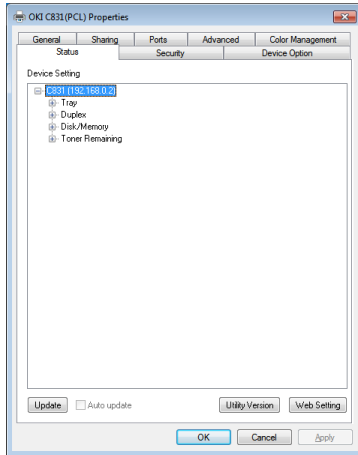 OKI C831(PCL) Properties
General Sharing Ports Advanced Color Management
Status Security Device Option
Device Setting
C831 (192.168.0.2)
Tray
Duplex
Disk/Memory
Toner Remaining
Update Auto update Utility Version Web Setting
OK Cancel Apply